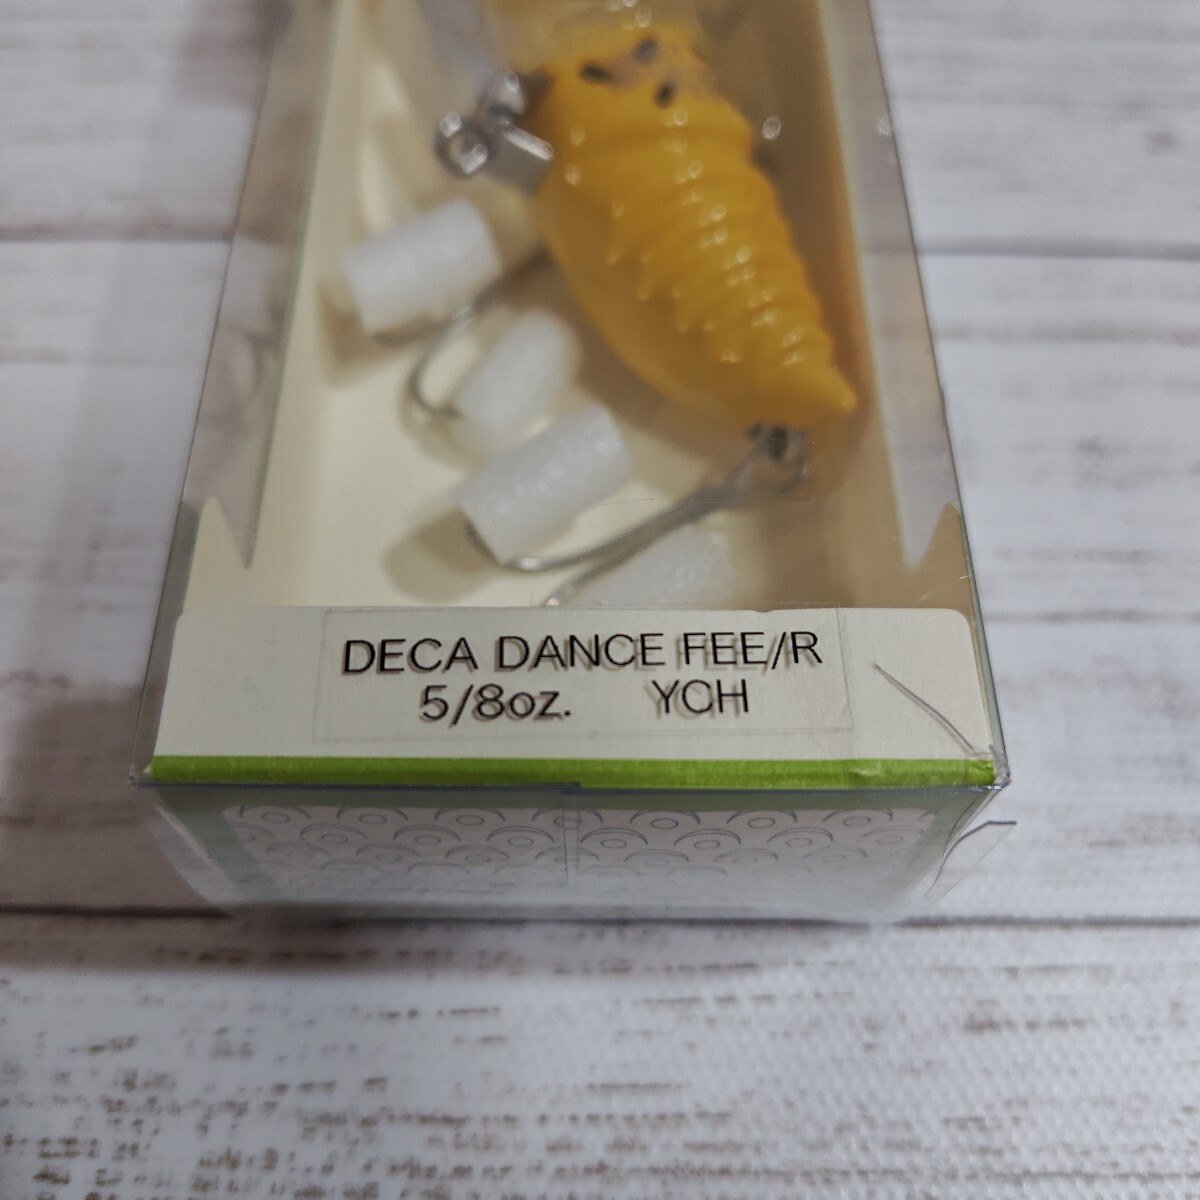 DECA DANCE FEE/R
5/8oz. YCH